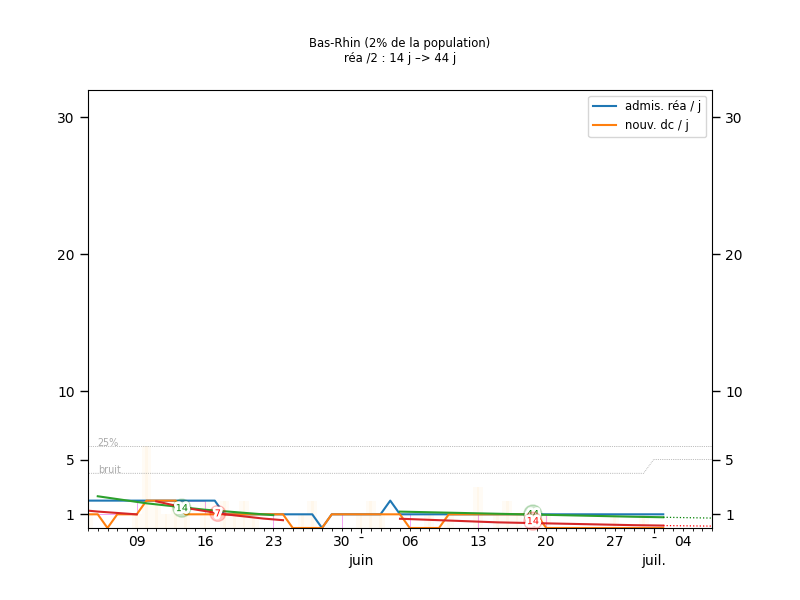 Bas-Rhin (2% de la population)
réa /2 : 14 j –> 44 j
admis. réa / j
nouv. dc / j
30 30
20 20
10 10
25%
5 5
bruit
14
7
44
14
1 1
09 16 23 30 - 06 13 20 27 - 04
juin juil.